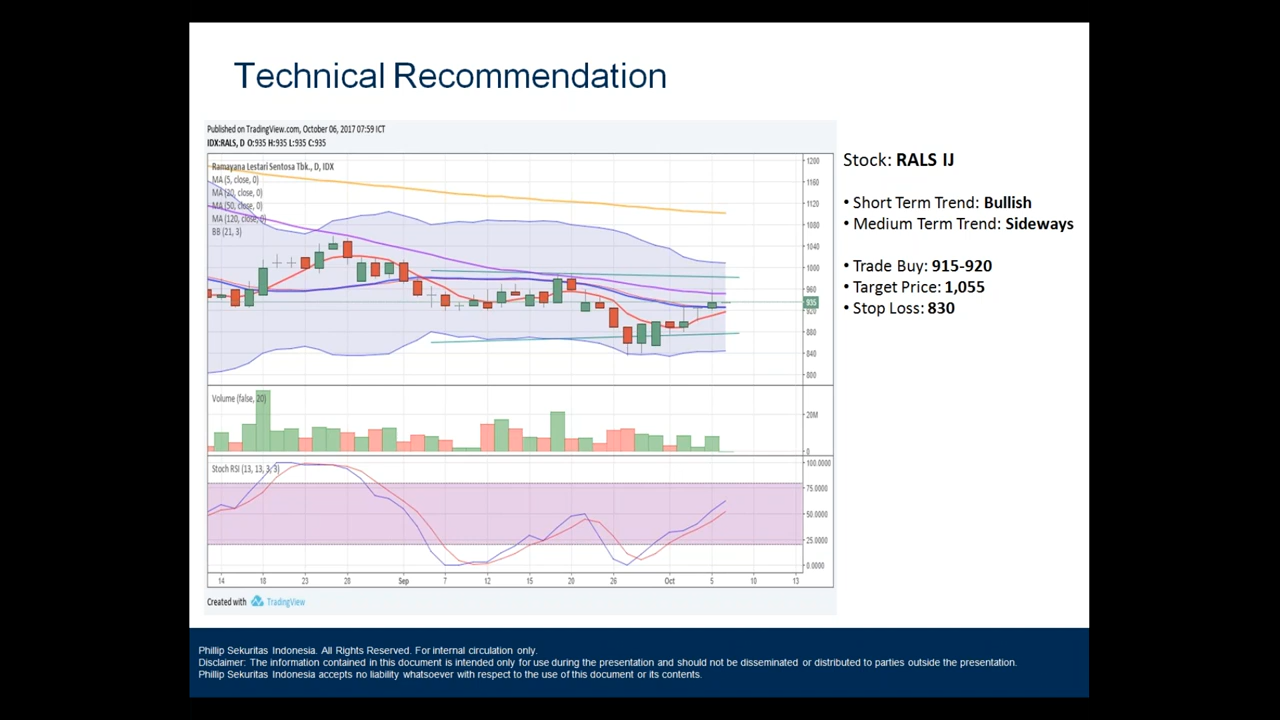 Technical Recommendation
Published on TradingView.com, October 06, 2017 07:59 ICT
IDX:RALS, D O:935 H:935 L:935 C:935
Ramayana Lestari Sentosa Tbk., D, IDX
MA (5, close, 0)
MA (20, close, 0)
MA (50, close, 0)
MA (120, close, 0)
BB (21, 3)
1200
1160
1120
1080
1040
1000
960
935
920
880
840
800
Volume (false, 20)
20M
0
Stoch RSI (13, 13, 3, 3)
100.0000
75.0000
50.0000
25.0000
0.0000
14 18 23 28 Sep 7 12 15 20 26 Oct 5 10 13
Created with TradingView
Stock: RALS IJ
• Short Term Trend: Bullish
• Medium Term Trend: Sideways
• Trade Buy: 915-920
• Target Price: 1,055
• Stop Loss: 830
Phillip Sekuritas Indonesia. All Rights Reserved. For internal circulation only.
Disclaimer: The information contained in this document is intended only for use during the presentation and should not be disseminated or distributed to parties outside the presentation.
Phillip Sekuritas Indonesia accepts no liability whatsoever with respect to the use of this document or its contents.